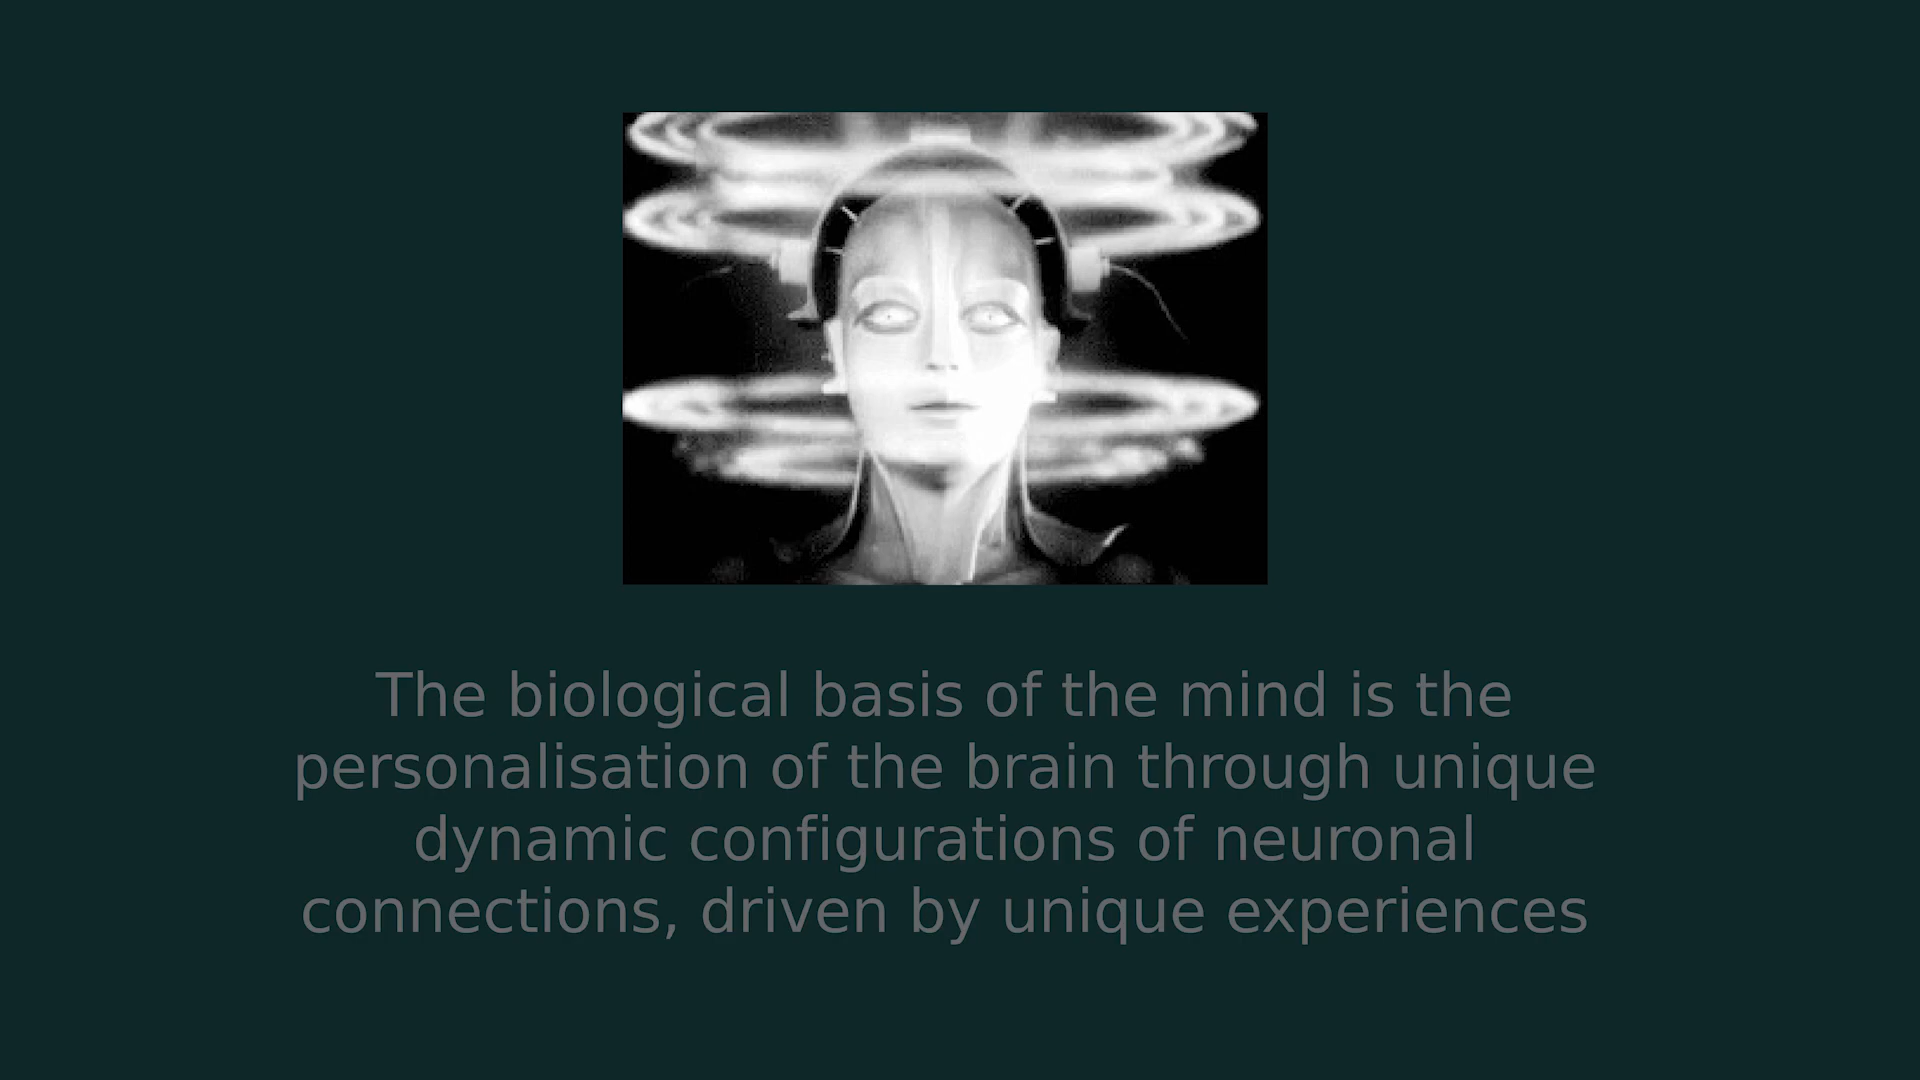 The biological basis of the mind is the
personalisation of the brain through unique
dynamic configurations of neuronal
connections, driven by unique experiences